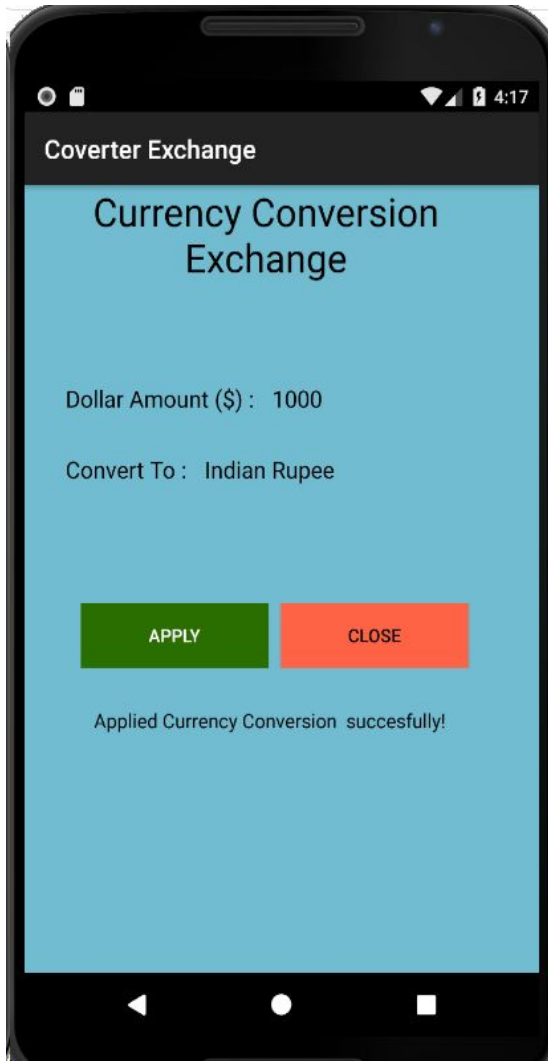 4:17
Coverter Exchange
Currency Conversion
Exchange
Dollar Amount ($) : 1000
Convert To : Indian Rupee
APPLY CLOSE
Applied Currency Conversion succesfully!